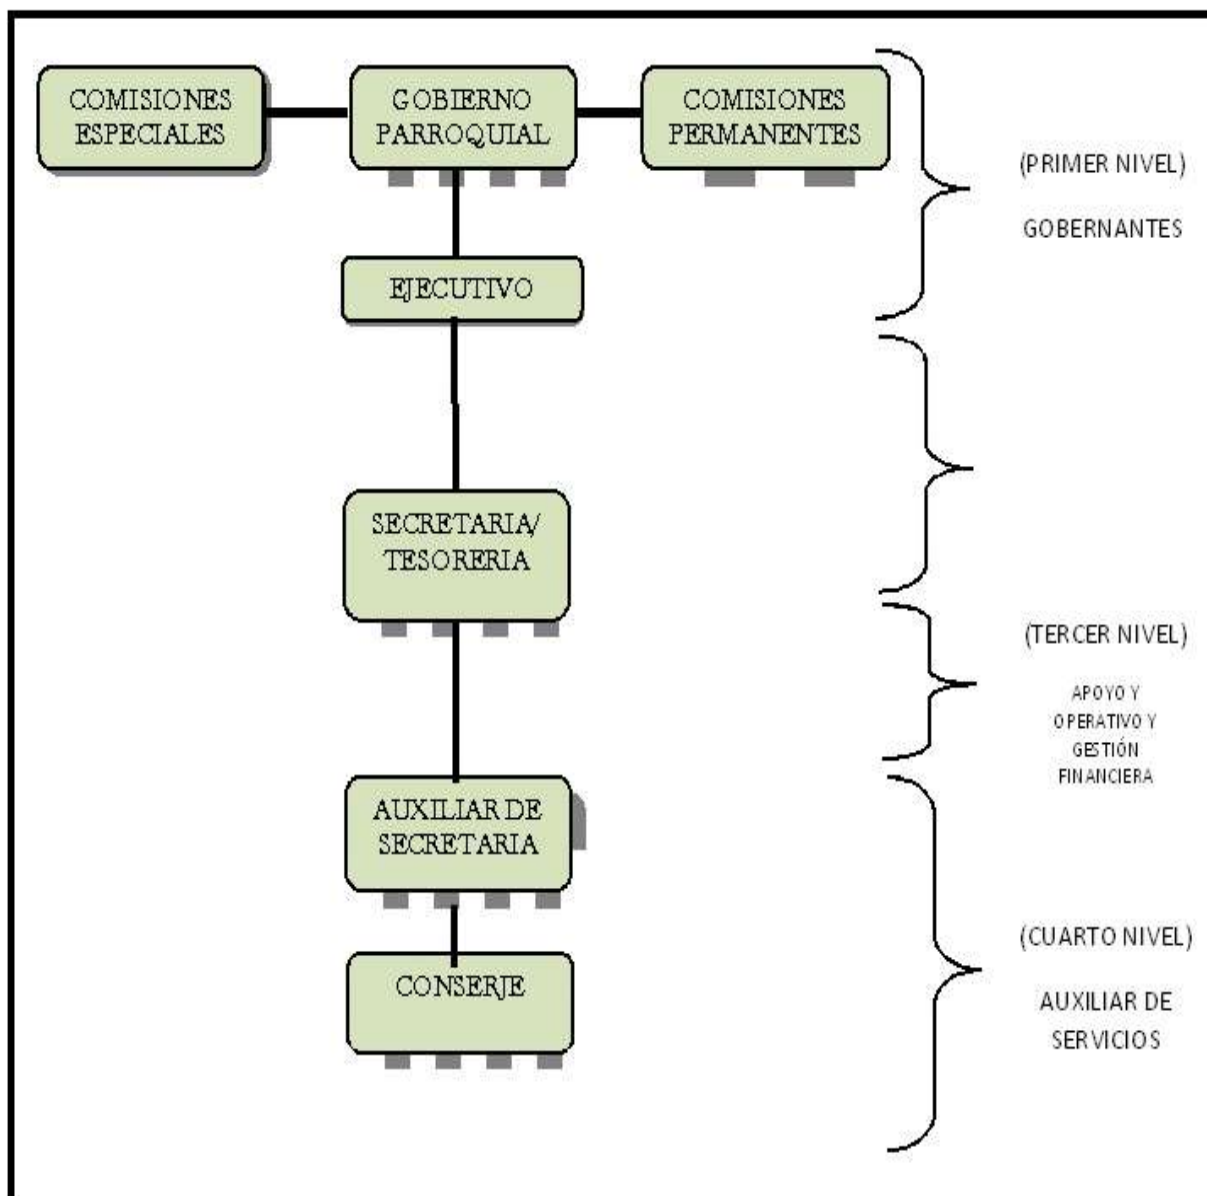 COMISIONES
ESPECIALES
GOBIERNO
PARROQUIAL
COMISIONES
PERMANENTES
(PRIMER NIVEL)
GOBERNANTES
EJECUTIVO
SECRETARIA/
TESORERIA
(TERCER NIVEL)
APOYO Y
OPERATIVO Y
GESTIÓN
FINANCIERA
AUXILIAR DE
SECRETARIA
CONSERJE
(CUARTO NIVEL)
AUXILIAR DE
SERVICIOS